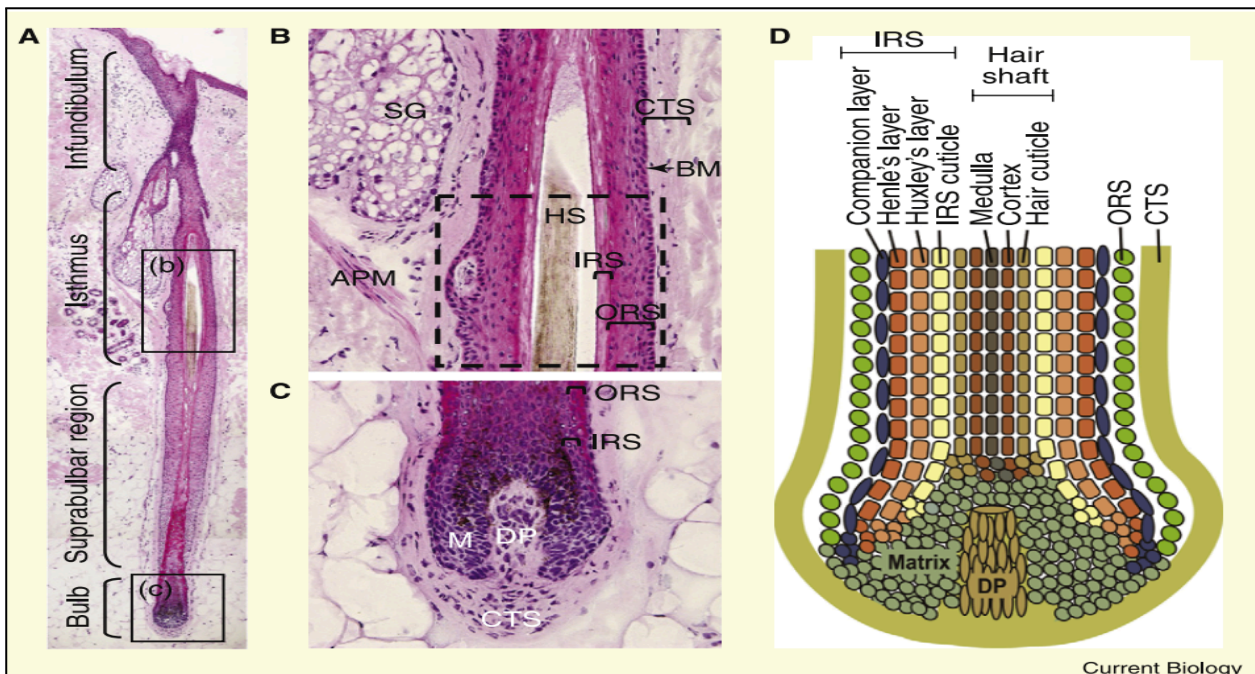 A
Infundibulum
Isthmus
Suprabulbar region
Bulb
(b)
(c)
B
SG
CTS
BM
HS
IRS
APM
ORS
C
ORS
IRS
M
DP
CTS
D
IRS
Hair
shaft
Companion layer
Henle's layer
Huxley's layer
IRS cuticle
Medulla
Cortex
Hair cuticle
ORS
CTS
Matrix
DP
Current Biology